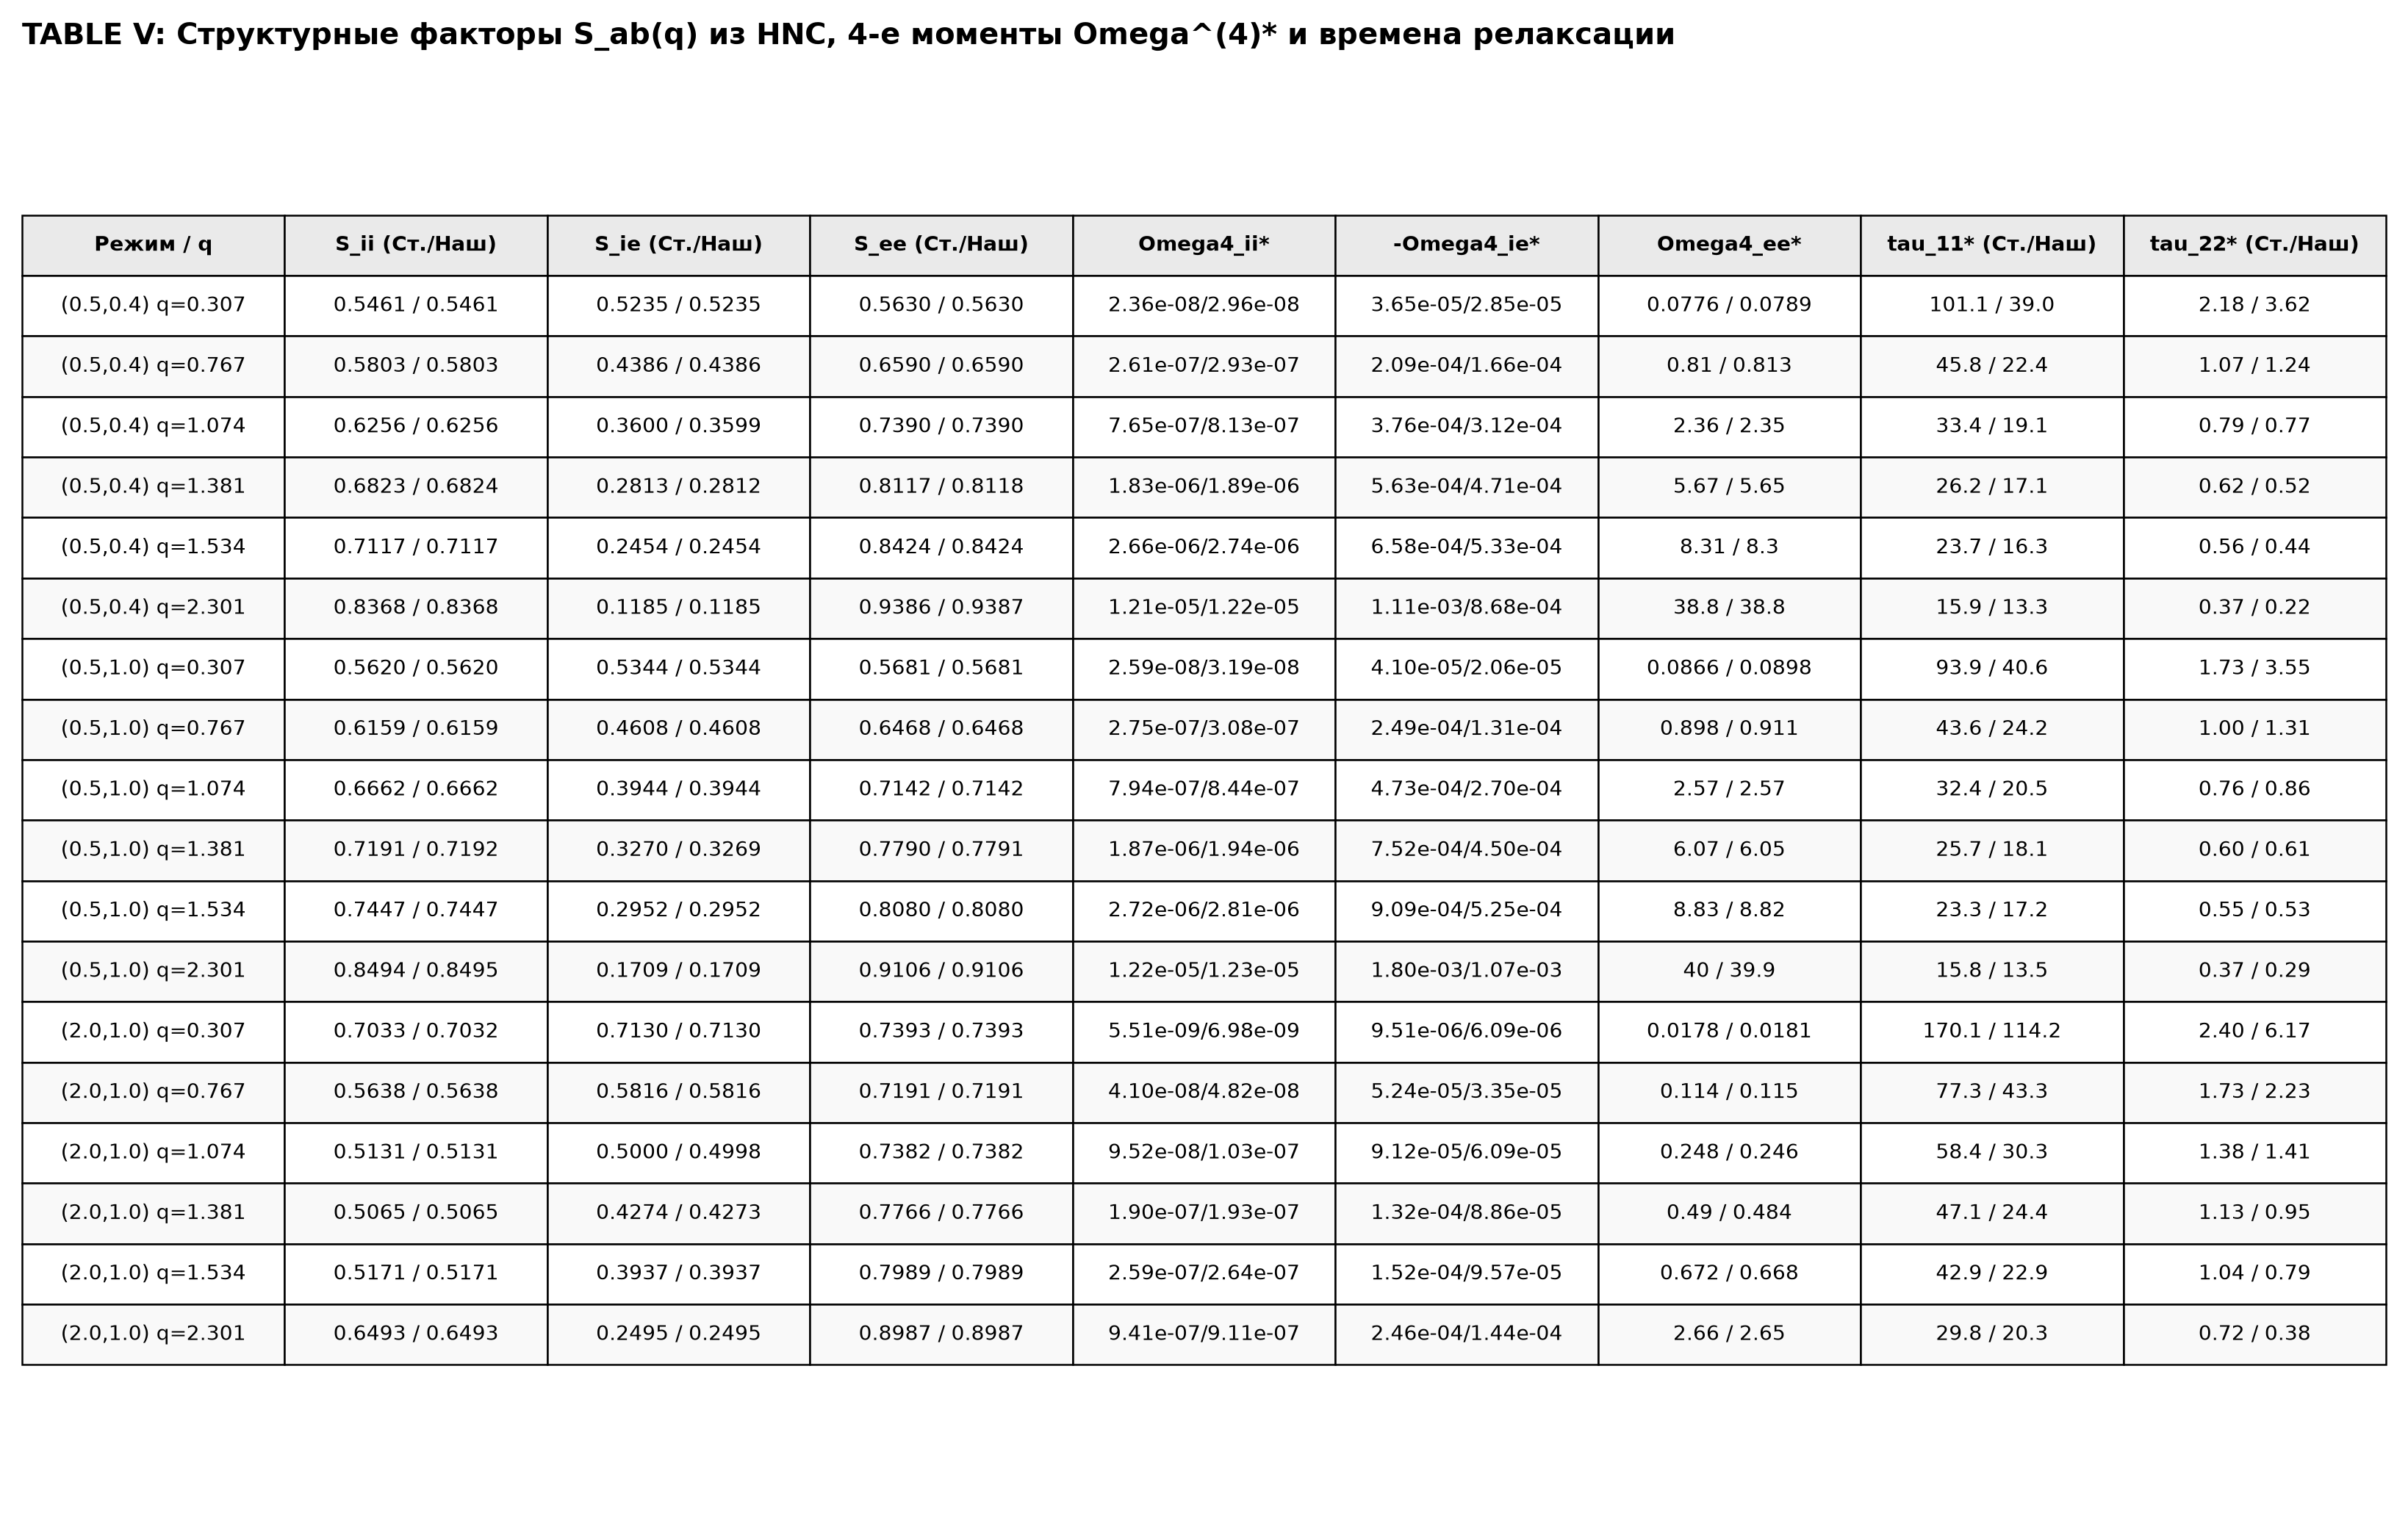 TABLE V: Структурные факторы S_ab(q) из HNC, 4-е моменты Omega^(4)* и времена релаксации
Режим / q S_ii (Ст./Наш) S_ie (Ст./Наш) S_ee (Ст./Наш) Omega4_ii* -Omega4_ie* Omega4_ee* tau_11* (Ст./Наш) tau_22* (Ст./Наш)
(0.5,0.4) q=0.307 0.5461 / 0.5461 0.5235 / 0.5235 0.5630 / 0.5630 2.36e-08/2.96e-08 3.65e-05/2.85e-05 0.0776 / 0.0789 101.1 / 39.0 2.18 / 3.62
(0.5,0.4) q=0.767 0.5803 / 0.5803 0.4386 / 0.4386 0.6590 / 0.6590 2.61e-07/2.93e-07 2.09e-04/1.66e-04 0.81 / 0.813 45.8 / 22.4 1.07 / 1.24
(0.5,0.4) q=1.074 0.6256 / 0.6256 0.3600 / 0.3599 0.7390 / 0.7390 7.65e-07/8.13e-07 3.76e-04/3.12e-04 2.36 / 2.35 33.4 / 19.1 0.79 / 0.77
(0.5,0.4) q=1.381 0.6823 / 0.6824 0.2813 / 0.2812 0.8117 / 0.8118 1.83e-06/1.89e-06 5.63e-04/4.71e-04 5.67 / 5.65 26.2 / 17.1 0.62 / 0.52
(0.5,0.4) q=1.534 0.7117 / 0.7117 0.2454 / 0.2454 0.8424 / 0.8424 2.66e-06/2.74e-06 6.58e-04/5.33e-04 8.31 / 8.3 23.7 / 16.3 0.56 / 0.44
(0.5,0.4) q=2.301 0.8368 / 0.8368 0.1185 / 0.1185 0.9386 / 0.9387 1.21e-05/1.22e-05 1.11e-03/8.68e-04 38.8 / 38.8 15.9 / 13.3 0.37 / 0.22
(0.5,1.0) q=0.307 0.5620 / 0.5620 0.5344 / 0.5344 0.5681 / 0.5681 2.59e-08/3.19e-08 4.10e-05/2.06e-05 0.0866 / 0.0898 93.9 / 40.6 1.73 / 3.55
(0.5,1.0) q=0.767 0.6159 / 0.6159 0.4608 / 0.4608 0.6468 / 0.6468 2.75e-07/3.08e-07 2.49e-04/1.31e-04 0.898 / 0.911 43.6 / 24.2 1.00 / 1.31
(0.5,1.0) q=1.074 0.6662 / 0.6662 0.3944 / 0.3944 0.7142 / 0.7142 7.94e-07/8.44e-07 4.73e-04/2.70e-04 2.57 / 2.57 32.4 / 20.5 0.76 / 0.86
(0.5,1.0) q=1.381 0.7191 / 0.7192 0.3270 / 0.3269 0.7790 / 0.7791 1.87e-06/1.94e-06 7.52e-04/4.50e-04 6.07 / 6.05 25.7 / 18.1 0.60 / 0.61
(0.5,1.0) q=1.534 0.7447 / 0.7447 0.2952 / 0.2952 0.8080 / 0.8080 2.72e-06/2.81e-06 9.09e-04/5.25e-04 8.83 / 8.82 23.3 / 17.2 0.55 / 0.53
(0.5,1.0) q=2.301 0.8494 / 0.8495 0.1709 / 0.1709 0.9106 / 0.9106 1.22e-05/1.23e-05 1.80e-03/1.07e-03 40 / 39.9 15.8 / 13.5 0.37 / 0.29
(2.0,1.0) q=0.307 0.7033 / 0.7032 0.7130 / 0.7130 0.7393 / 0.7393 5.51e-09/6.98e-09 9.51e-06/6.09e-06 0.0178 / 0.0181 170.1 / 114.2 2.40 / 6.17
(2.0,1.0) q=0.767 0.5638 / 0.5638 0.5816 / 0.5816 0.7191 / 0.7191 4.10e-08/4.82e-08 5.24e-05/3.35e-05 0.114 / 0.115 77.3 / 43.3 1.73 / 2.23
(2.0,1.0) q=1.074 0.5131 / 0.5131 0.5000 / 0.4998 0.7382 / 0.7382 9.52e-08/1.03e-07 9.12e-05/6.09e-05 0.248 / 0.246 58.4 / 30.3 1.38 / 1.41
(2.0,1.0) q=1.381 0.5065 / 0.5065 0.4274 / 0.4273 0.7766 / 0.7766 1.90e-07/1.93e-07 1.32e-04/8.86e-05 0.49 / 0.484 47.1 / 24.4 1.13 / 0.95
(2.0,1.0) q=1.534 0.5171 / 0.5171 0.3937 / 0.3937 0.7989 / 0.7989 2.59e-07/2.64e-07 1.52e-04/9.57e-05 0.672 / 0.668 42.9 / 22.9 1.04 / 0.79
(2.0,1.0) q=2.301 0.6493 / 0.6493 0.2495 / 0.2495 0.8987 / 0.8987 9.41e-07/9.11e-07 2.46e-04/1.44e-04 2.66 / 2.65 29.8 / 20.3 0.72 / 0.38